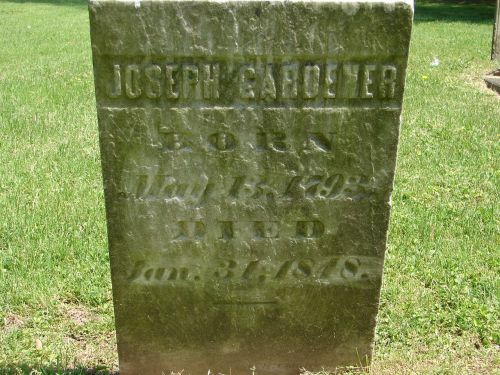 JOSEPH GARDENER
BORN
May 13, 1793.
DIED
Jan. 31, 1848.